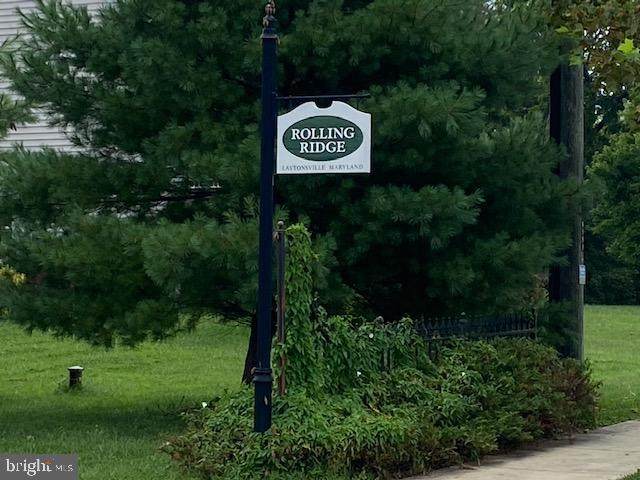 ROLLING
RIDGE
LAYTONSVILLE MARYLAND
bright MLS